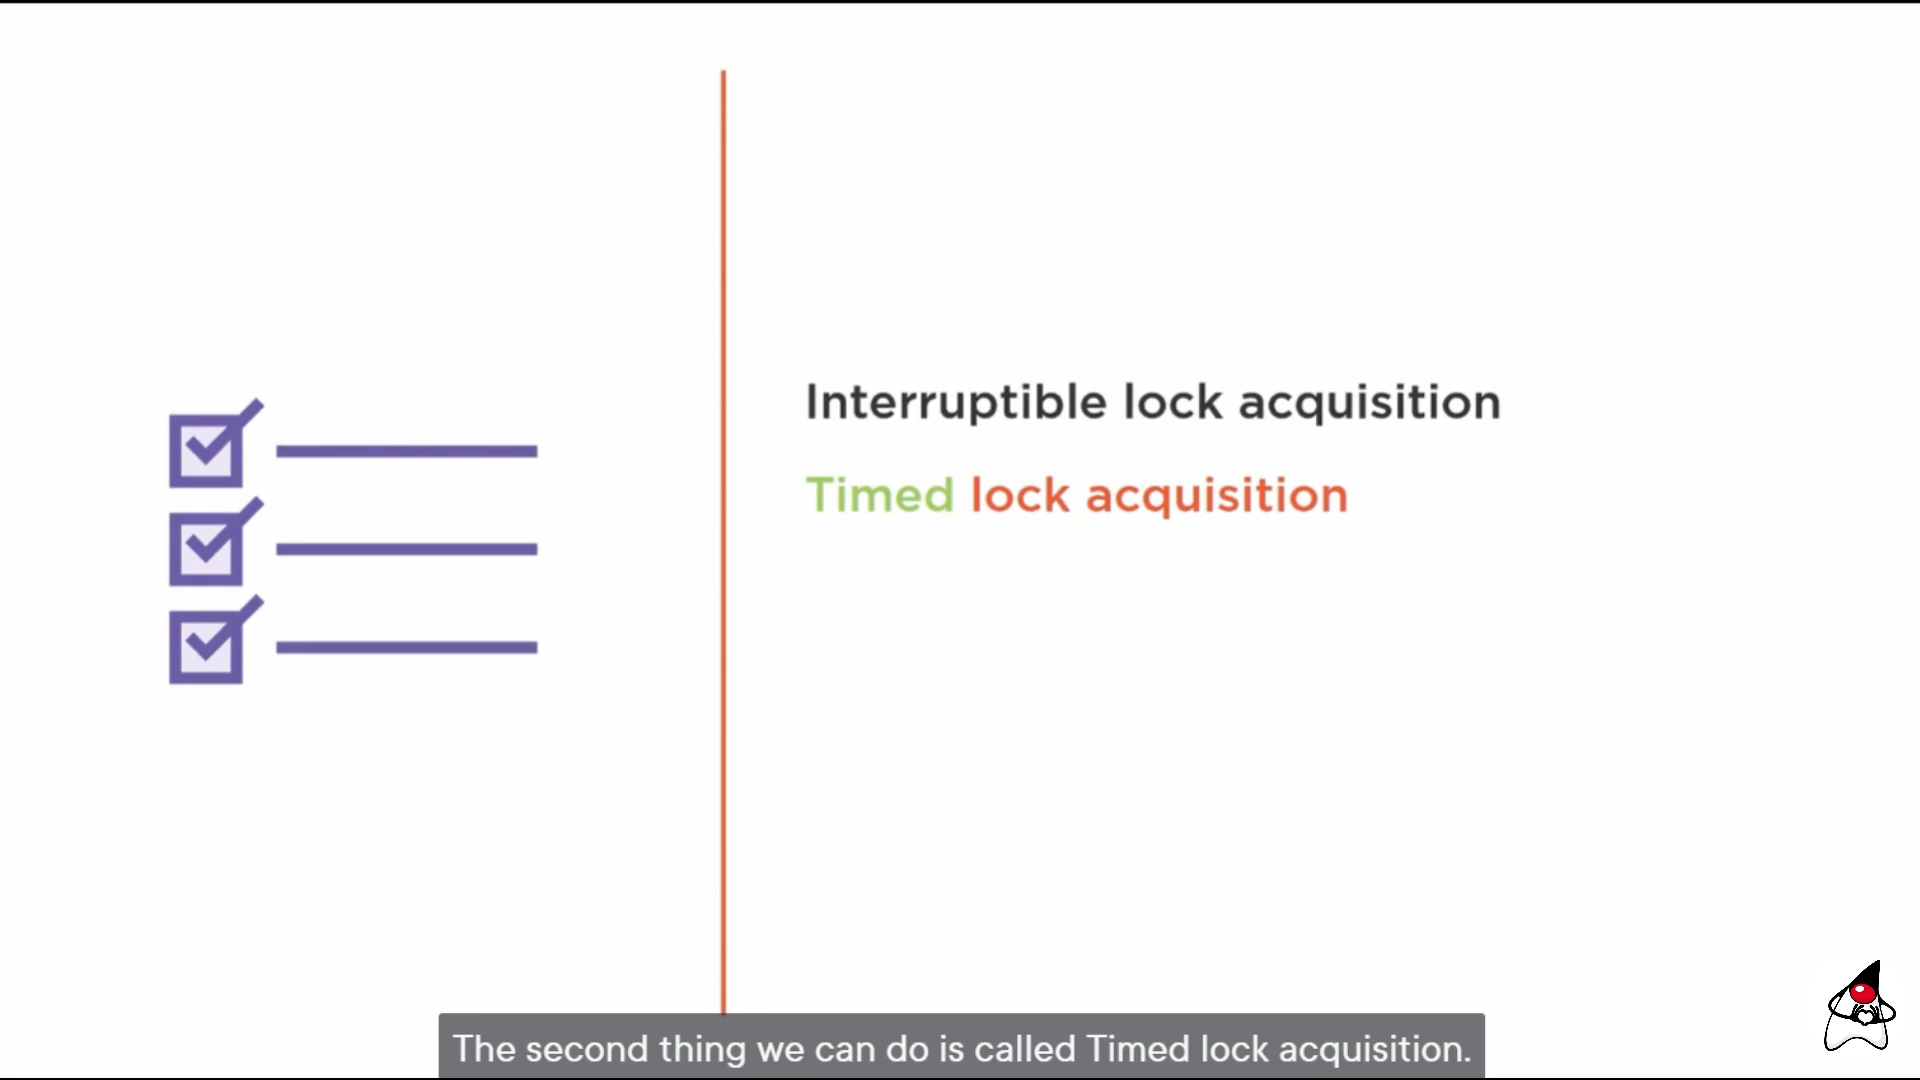 Interruptible lock acquisition
Timed lock acquisition
The second thing we can do is called Timed lock acquisition.